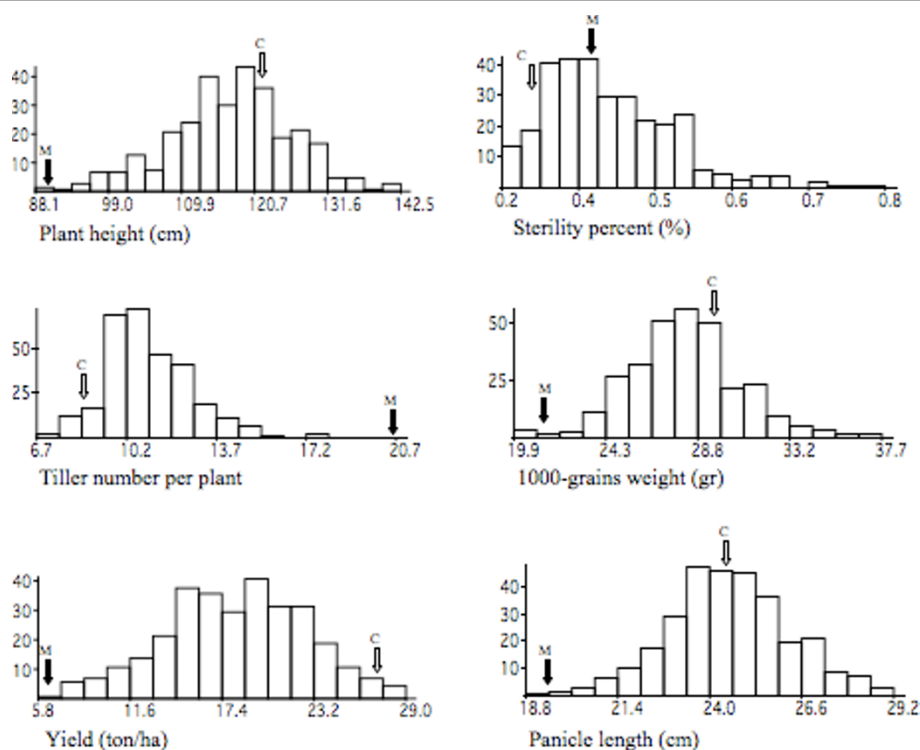 C
M
40
30
20
10
88.1 99.0 109.9 120.7 131.6 142.5
Plant height (cm)
M
C
40
30
20
10
0.2 0.4 0.5 0.6 0.7 0.8
Sterility percent (%)
C
M
50
25
6.7 10.2 13.7 17.2 20.7
Tiller number per plant
C
M
50
25
19.9 24.3 28.8 33.2 37.7
1000-grains weight (gr)
M
C
40
30
20
10
5.8 11.6 17.4 23.2 29.0
Yield (ton/ha)
C
M
40
30
20
10
18.8 21.4 24.0 26.6 29.2
Panicle length (cm)